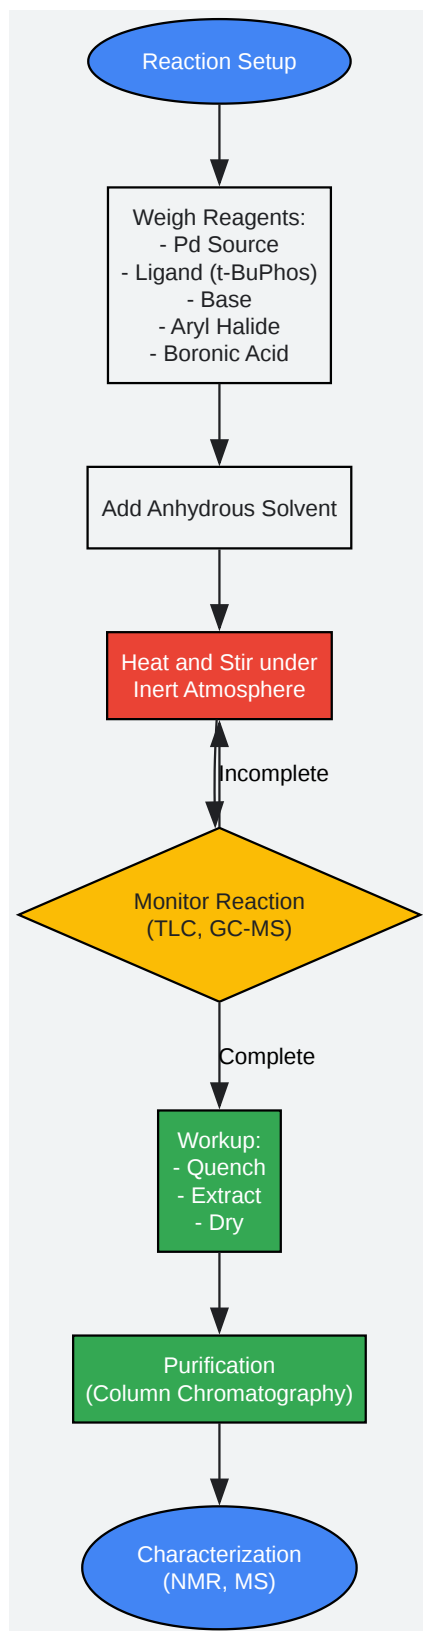 Reaction Setup
Weigh Reagents:
- Pd Source
- Ligand (t-BuPhos)
- Base
- Aryl Halide
- Boronic Acid
Add Anhydrous Solvent
Heat and Stir under
Inert Atmosphere
Incomplete
Monitor Reaction
(TLC, GC-MS)
Complete
Workup:
- Quench
- Extract
- Dry
Purification
(Column Chromatography)
Characterization
(NMR, MS)